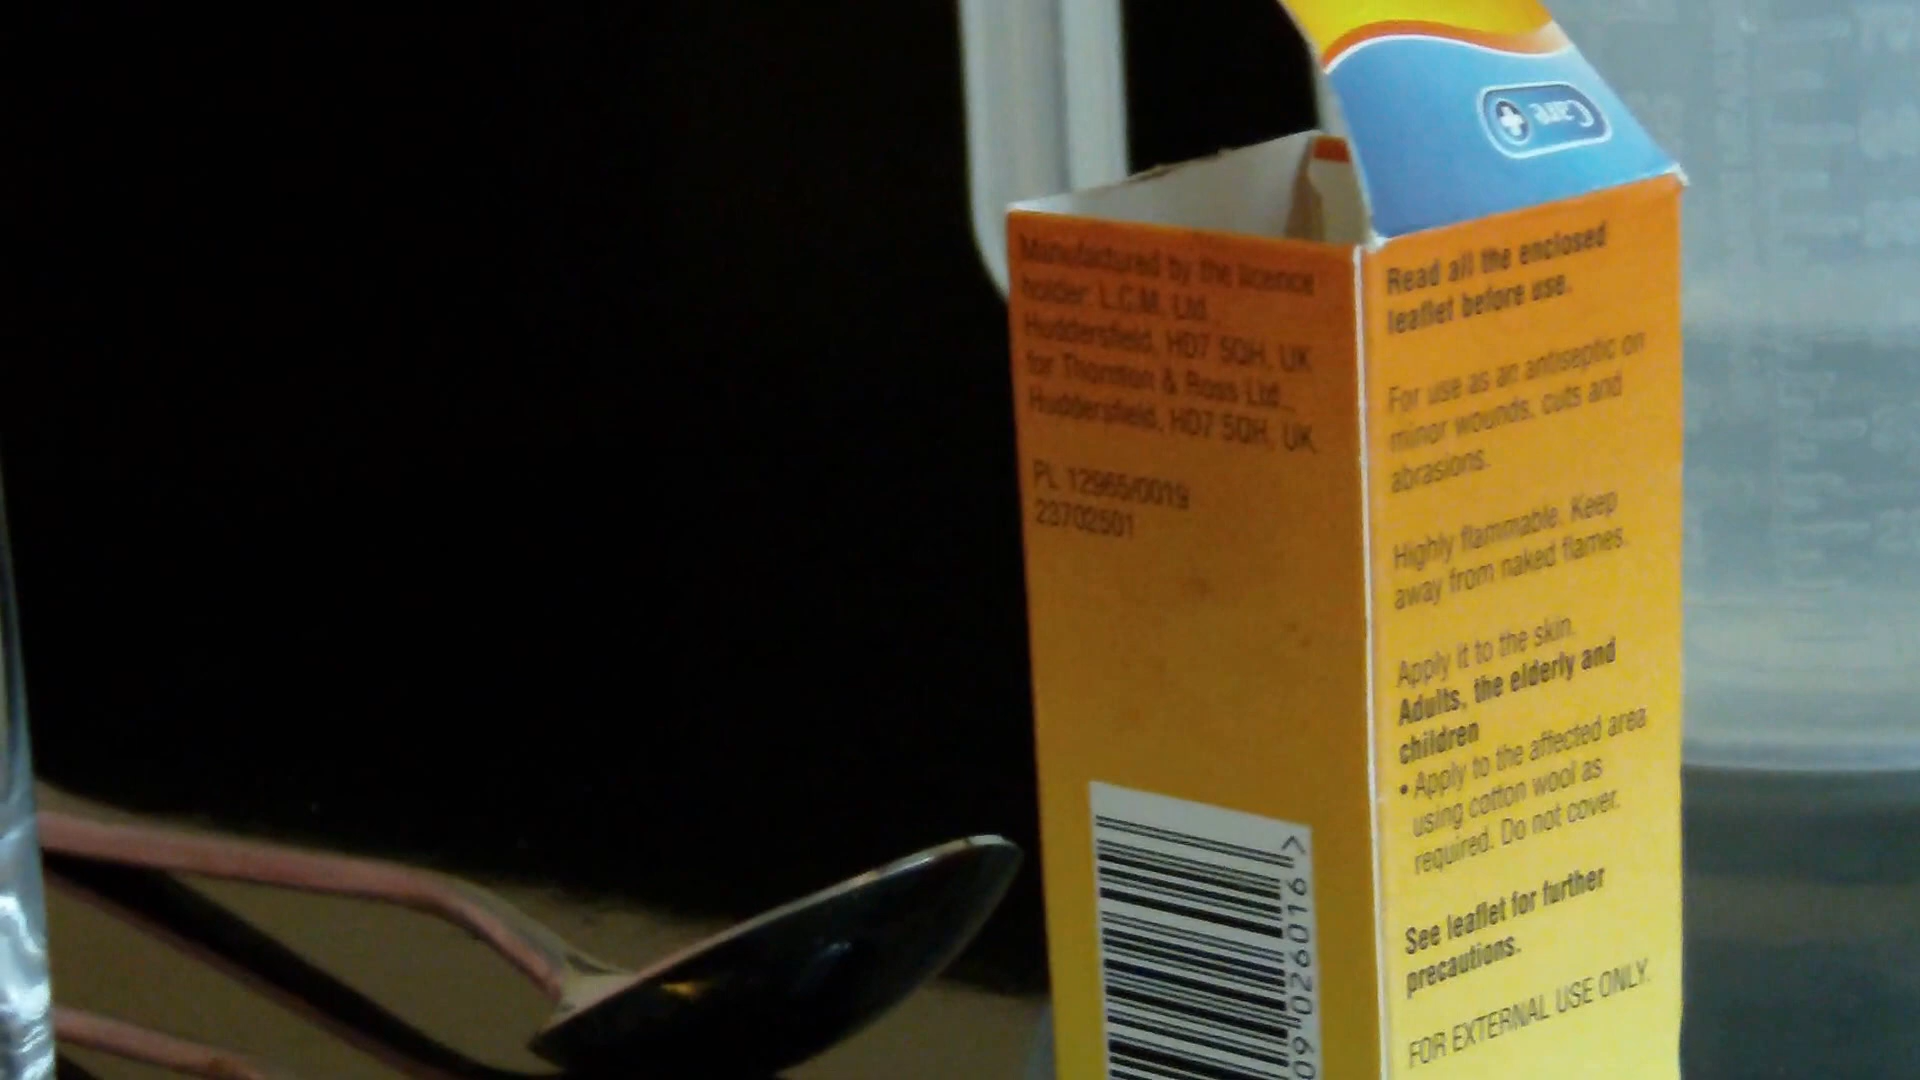 Care
Manufactured by the licence
holder: L.C.M. Ltd.
Huddersfield, HD7 5QH, UK
for Thornton & Ross Ltd.,
Huddersfield, HD7 5QH, UK.
PL 12965/0019
23702501
09 026016 >
Read all the enclosed
leaflet before use.
For use as an antiseptic on
minor wounds, cuts and
abrasions.
Highly flammable. Keep
away from naked flames.
Apply it to the skin.
Adults, the elderly and
children
• Apply to the affected area
using cotton wool as
required. Do not cover.
See leaflet for further
precautions.
FOR EXTERNAL USE ONLY.